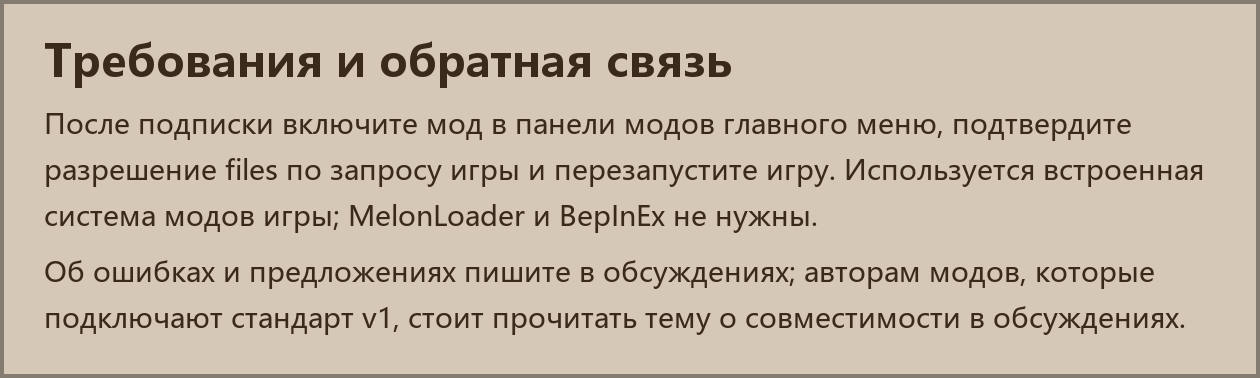 Требования и обратная связь
После подписки включите мод в панели модов главного меню, подтвердите
разрешение files по запросу игры и перезапустите игру. Используется встроенная
система модов игры; MelonLoader и BepInEx не нужны.
Об ошибках и предложениях пишите в обсуждениях; авторам модов, которые
подключают стандарт v1, стоит прочитать тему о совместимости в обсуждениях.